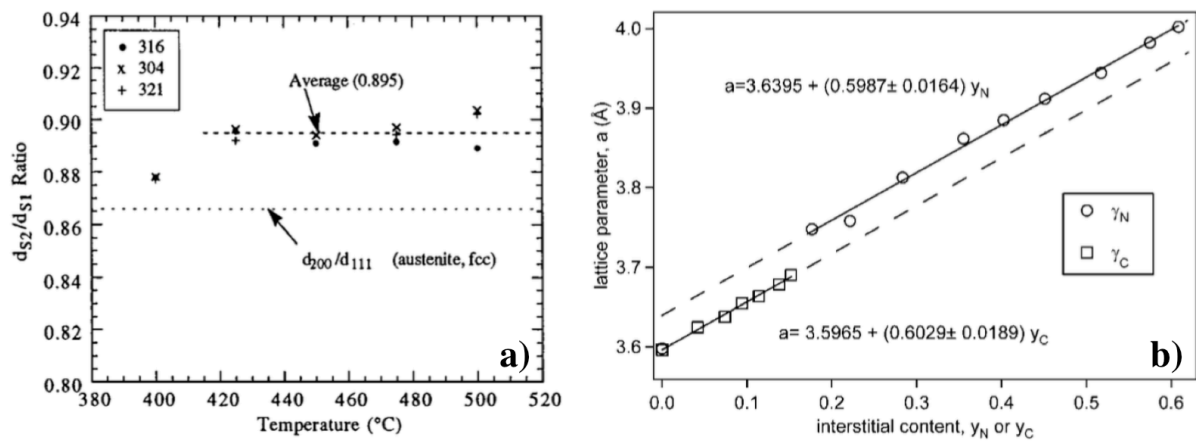 0.94
0.92
0.90
0.88
0.86
0.84
0.82
0.80
d_S2/d_S1 Ratio
• 316
x 304
+ 321
Average (0.895)
d_200/d_111 (austenite, fcc)
a)
380 400 420 440 460 480 500 520
Temperature (°C)
4.0
3.9
3.8
3.7
3.6
lattice parameter, a (Å)
a=3.6395 + (0.5987± 0.0164) y_N
γ_N
γ_C
a= 3.5965 + (0.6029± 0.0189) y_C
b)
0.0 0.1 0.2 0.3 0.4 0.5 0.6
interstitial content, y_N or y_C